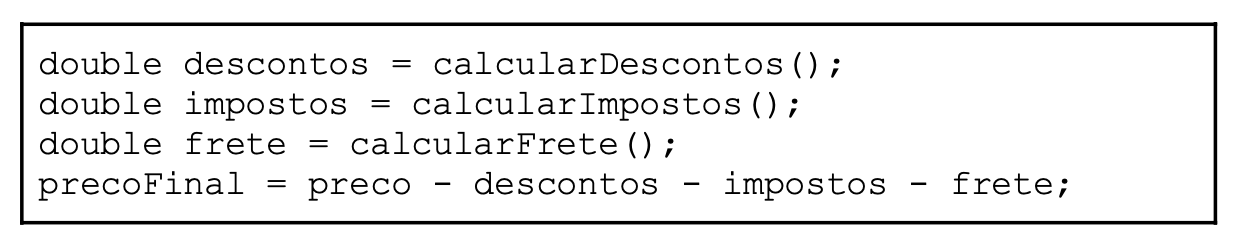 double descontos = calcularDescontos();
double impostos = calcularImpostos();
double frete = calcularFrete();
precoFinal = preco - descontos - impostos - frete;